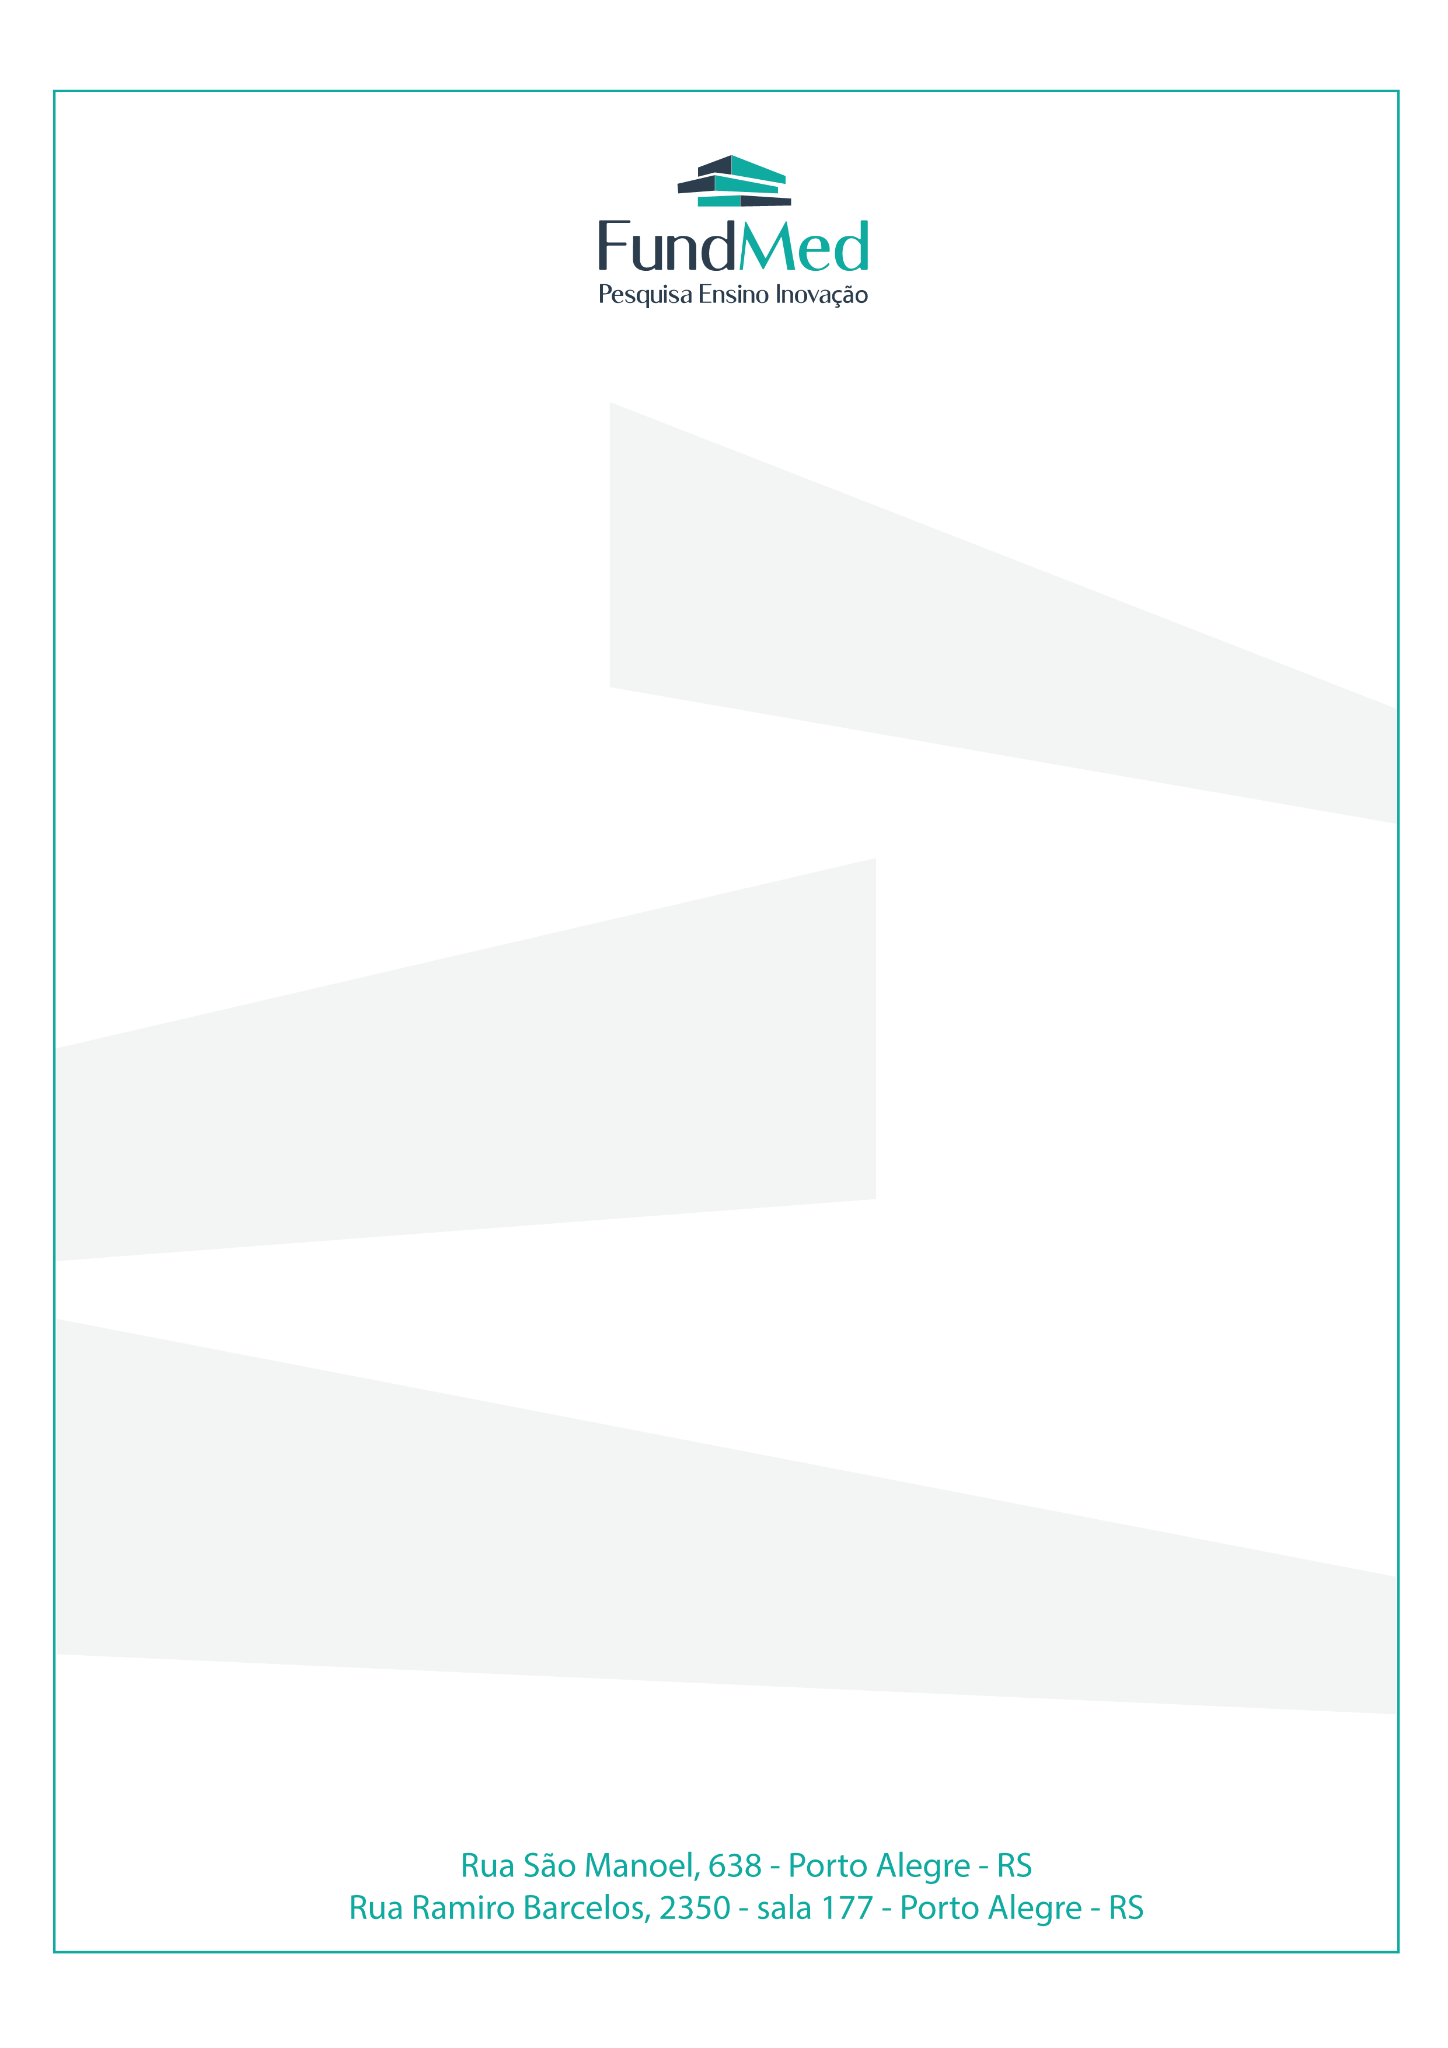 FundMed
Pesquisa Ensino Inovação
Rua São Manoel, 638 - Porto Alegre - RS
Rua Ramiro Barcelos, 2350 - sala 177 - Porto Alegre - RS